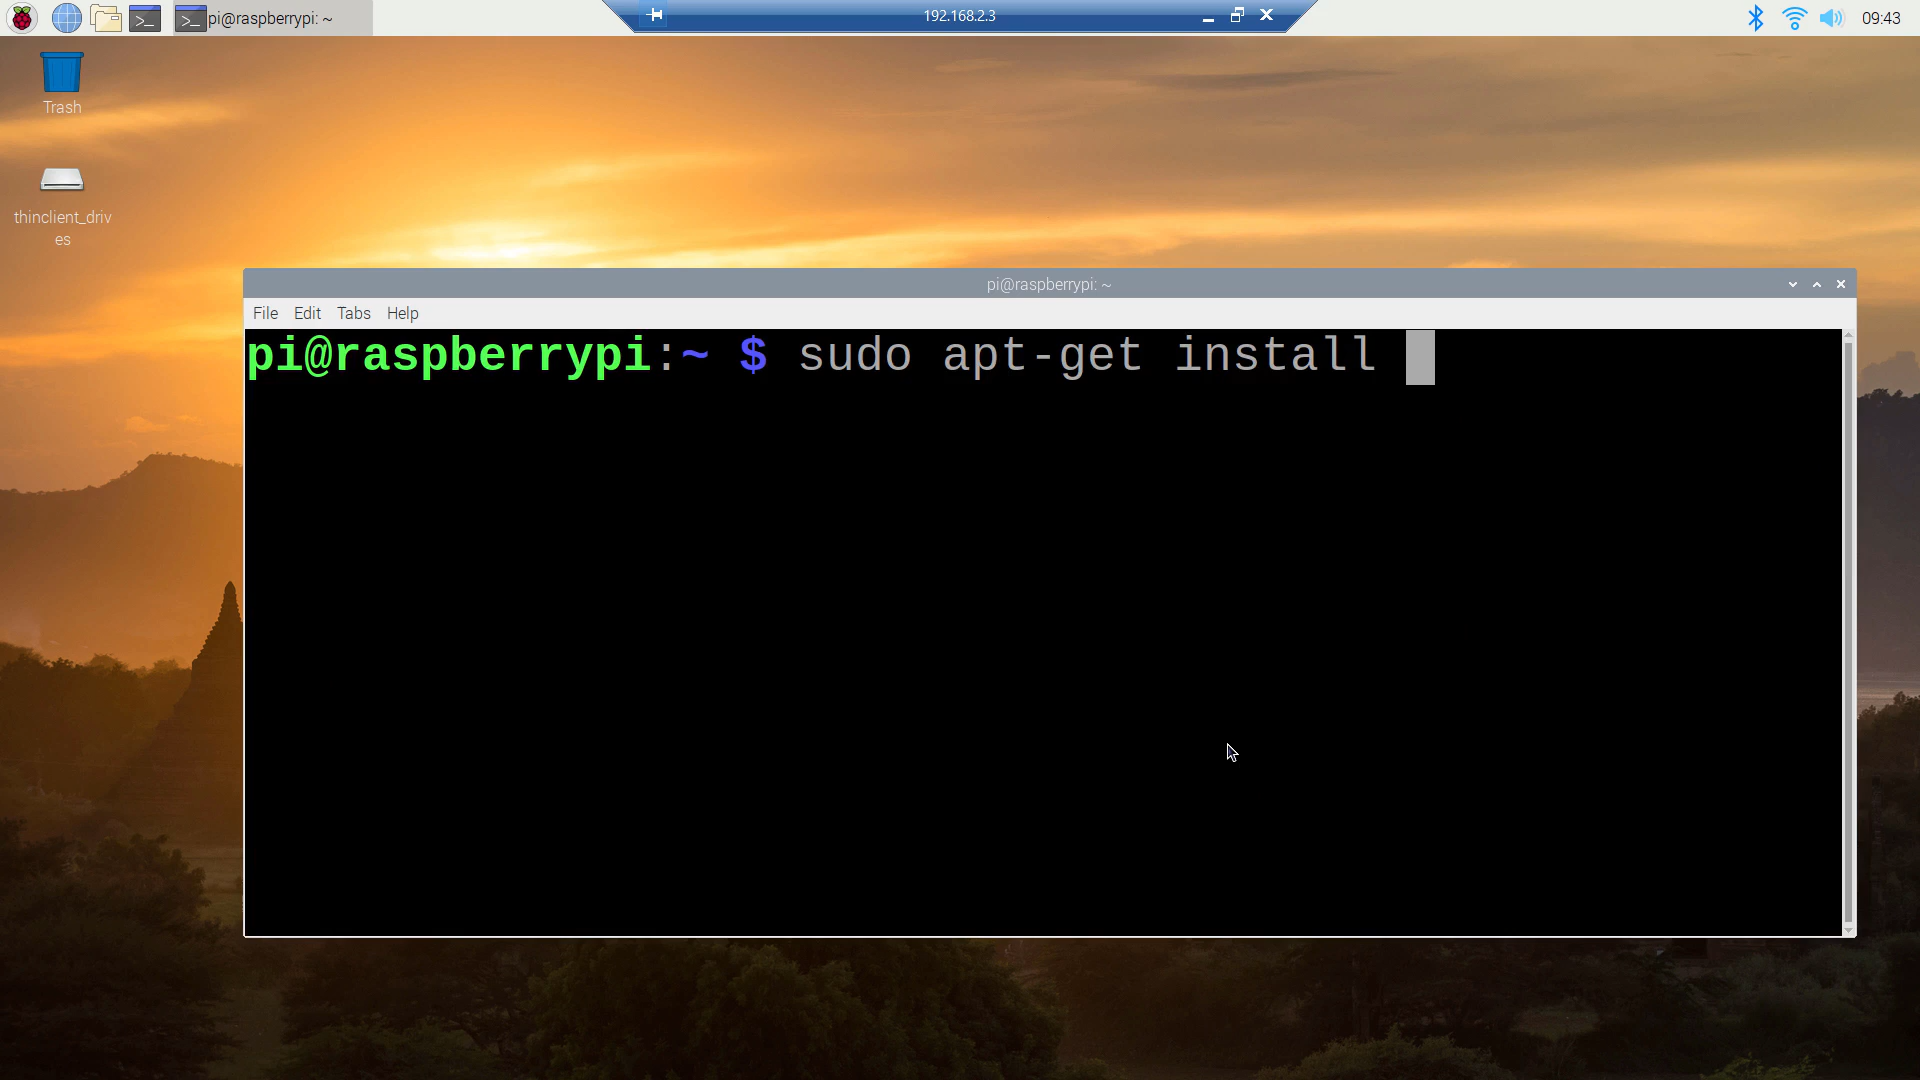 pi@raspberrypi: ~
192.168.2.3
09:43
Trash
thinclient_driv
es
pi@raspberrypi: ~
File Edit Tabs Help
pi@raspberrypi:~ $ sudo apt-get install